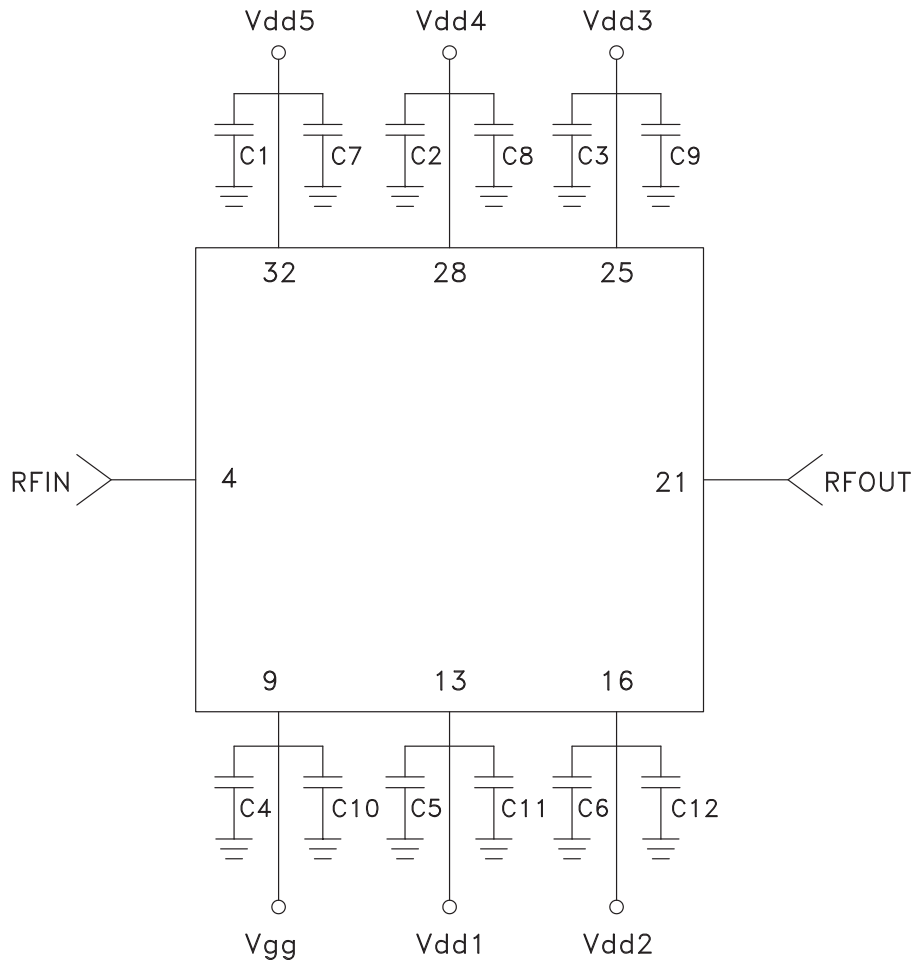 Vdd5 Vdd4 Vdd3
C1 C7 C2 C8 C3 C9
32 28 25
RFIN 4 21 RFOUT
9 13 16
C4 C10 C5 C11 C6 C12
Vgg Vdd1 Vdd2